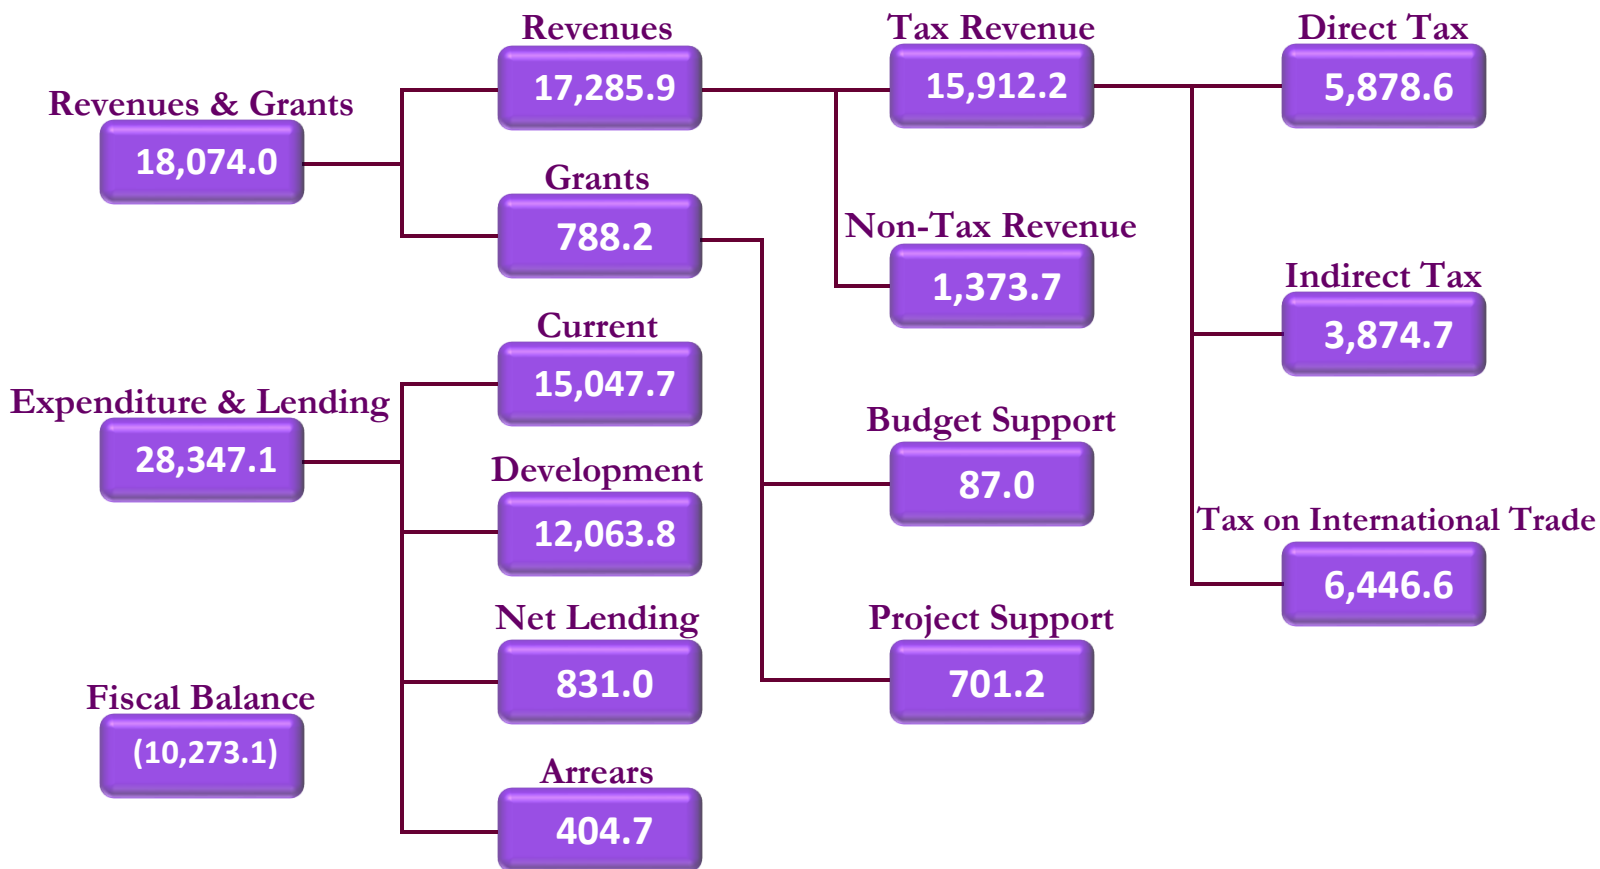 Revenues & Grants
18,074.0
Revenues
17,285.9
Tax Revenue
15,912.2
Direct Tax
5,878.6
Grants
788.2
Non-Tax Revenue
1,373.7
Indirect Tax
3,874.7
Current
15,047.7
Expenditure & Lending
28,347.1
Budget Support
87.0
Development
12,063.8
Tax on International Trade
6,446.6
Net Lending
831.0
Project Support
701.2
Fiscal Balance
(10,273.1)
Arrears
404.7